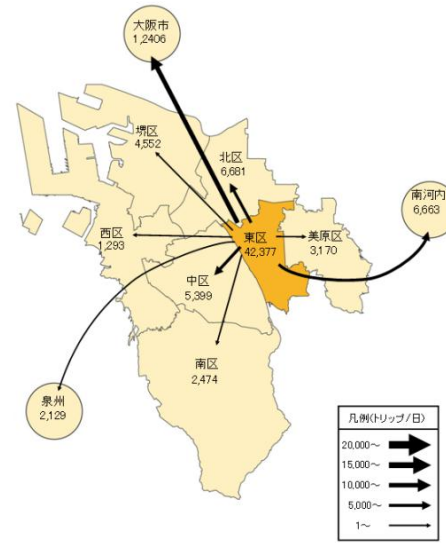 大阪市
1,2406
堺区
4,552
北区
6,681
南河内
6,663
西区
1,293
東区
42,377
美原区
3,170
中区
5,399
南区
2,474
泉州
2,129
凡例(トリップ/日)
20,000～
15,000～
10,000～
5,000～
1～